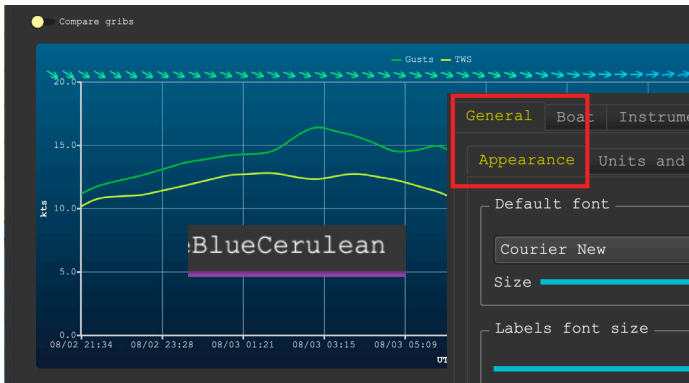 Compare gribs
Gusts TWS
20.0
15.0
10.0
5.0
0.0
kts
08/02 21:34 08/02 23:28 08/03 01:21 08/03 03:15 08/03 05:09
BlueCerulean
General Boat
Appearance Units and
Default font
Courier New
Size
Labels font size